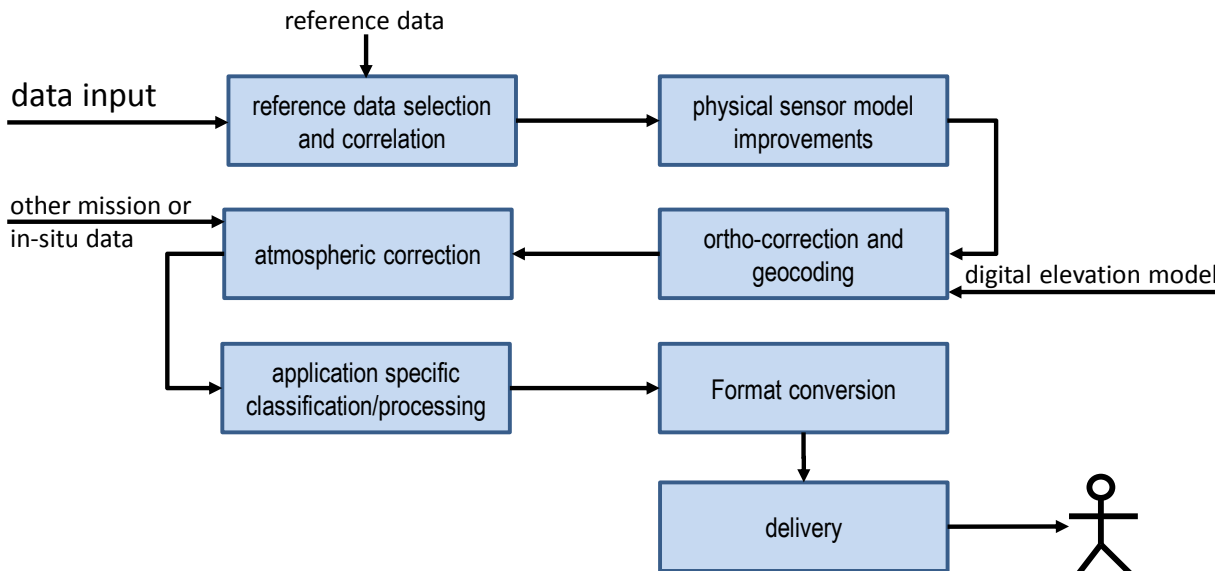 reference data
data input
reference data selection
and correlation
physical sensor model
improvements
other mission or
in-situ data
atmospheric correction
ortho-correction and
geocoding
digital elevation model
application specific
classification/processing
Format conversion
delivery